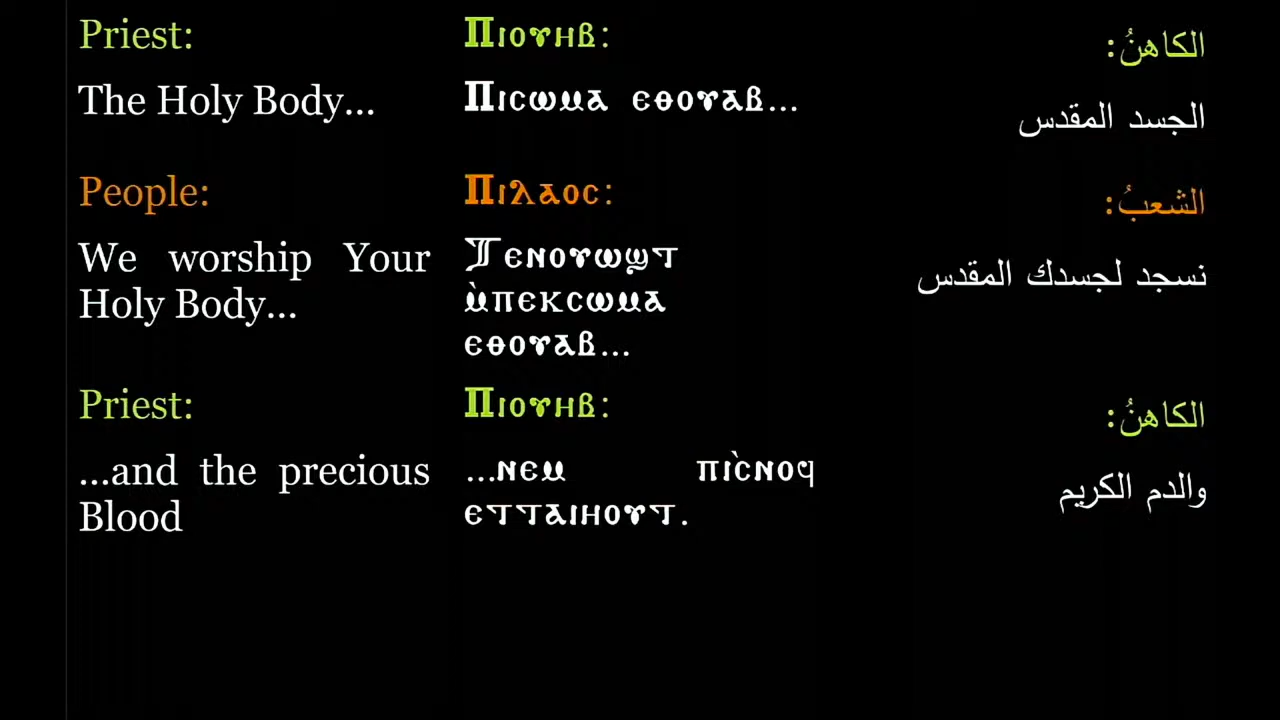 Priest:
The Holy Body...
People:
We worship Your
Holy Body...
Priest:
...and the precious
Blood
Ⲡⲓⲟⲩⲏⲃ:
Ⲡⲓⲥⲱⲙⲁ ⲉⲑⲟⲩⲁⲃ...
Ⲡⲓⲗⲁⲟⲥ:
Ⲧⲉⲛⲟⲩⲱϣⲧ
ⲙ̀ⲡⲉⲕⲥⲱⲙⲁ
ⲉⲑⲟⲩⲁⲃ...
Ⲡⲓⲟⲩⲏⲃ:
...ⲛⲉⲙ ⲡⲓⲥ̀ⲛⲟϥ
ⲉⲧⲧⲁⲓⲏⲟⲩⲧ.
الكاهنُ:
الجسد المقدس
الشعبُ:
نسجد لجسدك المقدس
الكاهنُ:
والدم الكريم